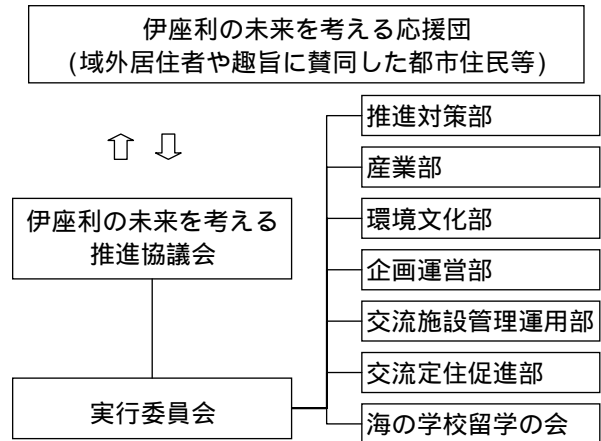 伊座利の未来を考える応援団
(域外居住者や趣旨に賛同した都市住民等)
伊座利の未来を考える
推進協議会
実行委員会
推進対策部
産業部
環境文化部
企画運営部
交流施設管理運用部
交流定住促進部
海の学校留学の会